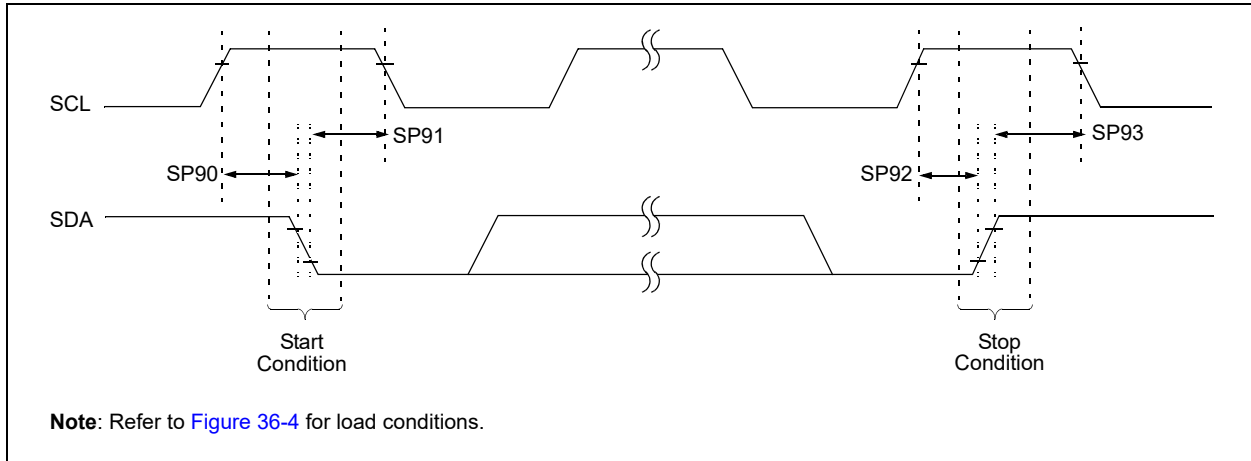 SCL
SP91
SP93
SP90
SP92
SDA
Start
Condition
Stop
Condition
Note: Refer to Figure 36-4 for load conditions.